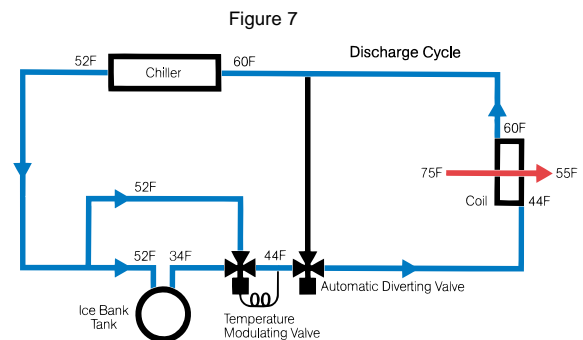 Figure 7
Discharge Cycle
52F
Chiller
60F
60F
75F
55F
Coil
44F
52F
52F
34F
44F
Automatic Diverting Valve
Ice Bank
Tank
Temperature
Modulating Valve